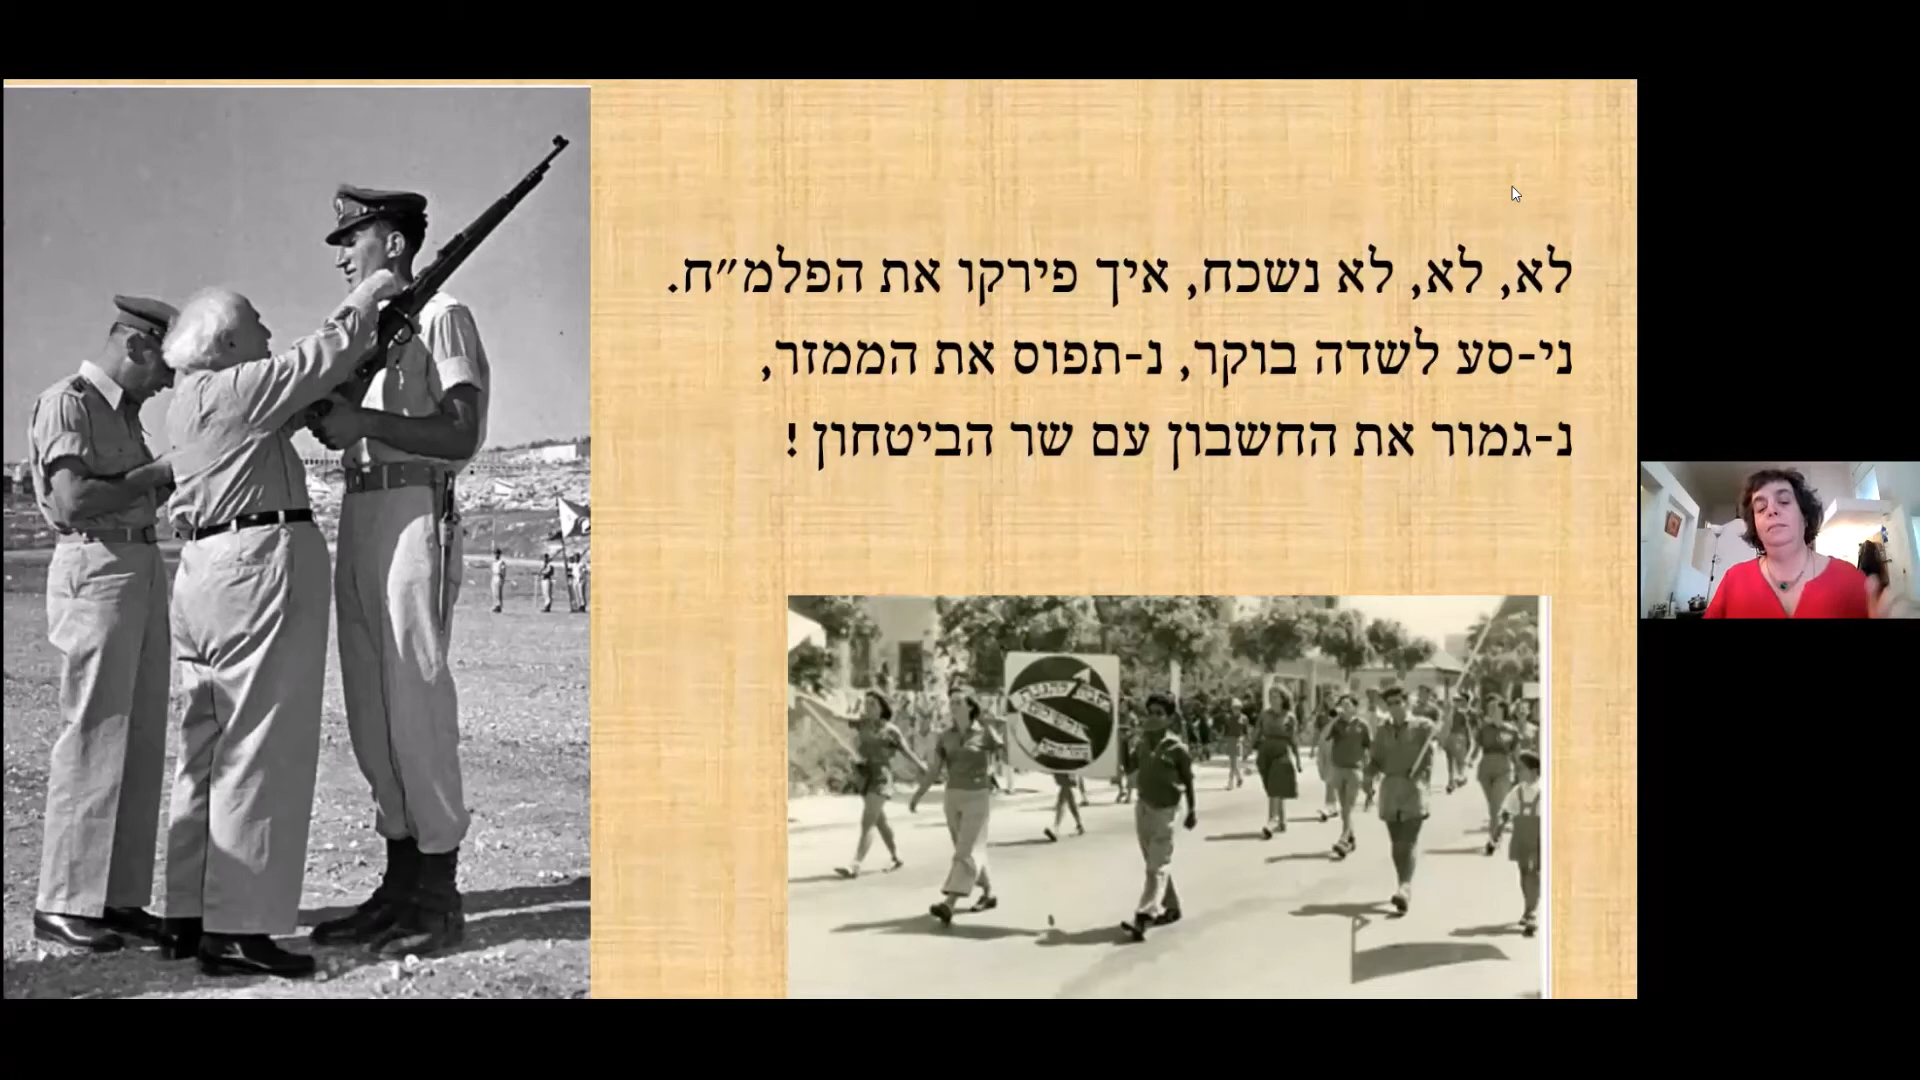 לא, לא, לא נשכח, איך פירקו את הפלמ״ח.
ני-סע לשדה בוקר, נ-תפוס את הממזר,
נ-גמור את החשבון עם שר הביטחון !